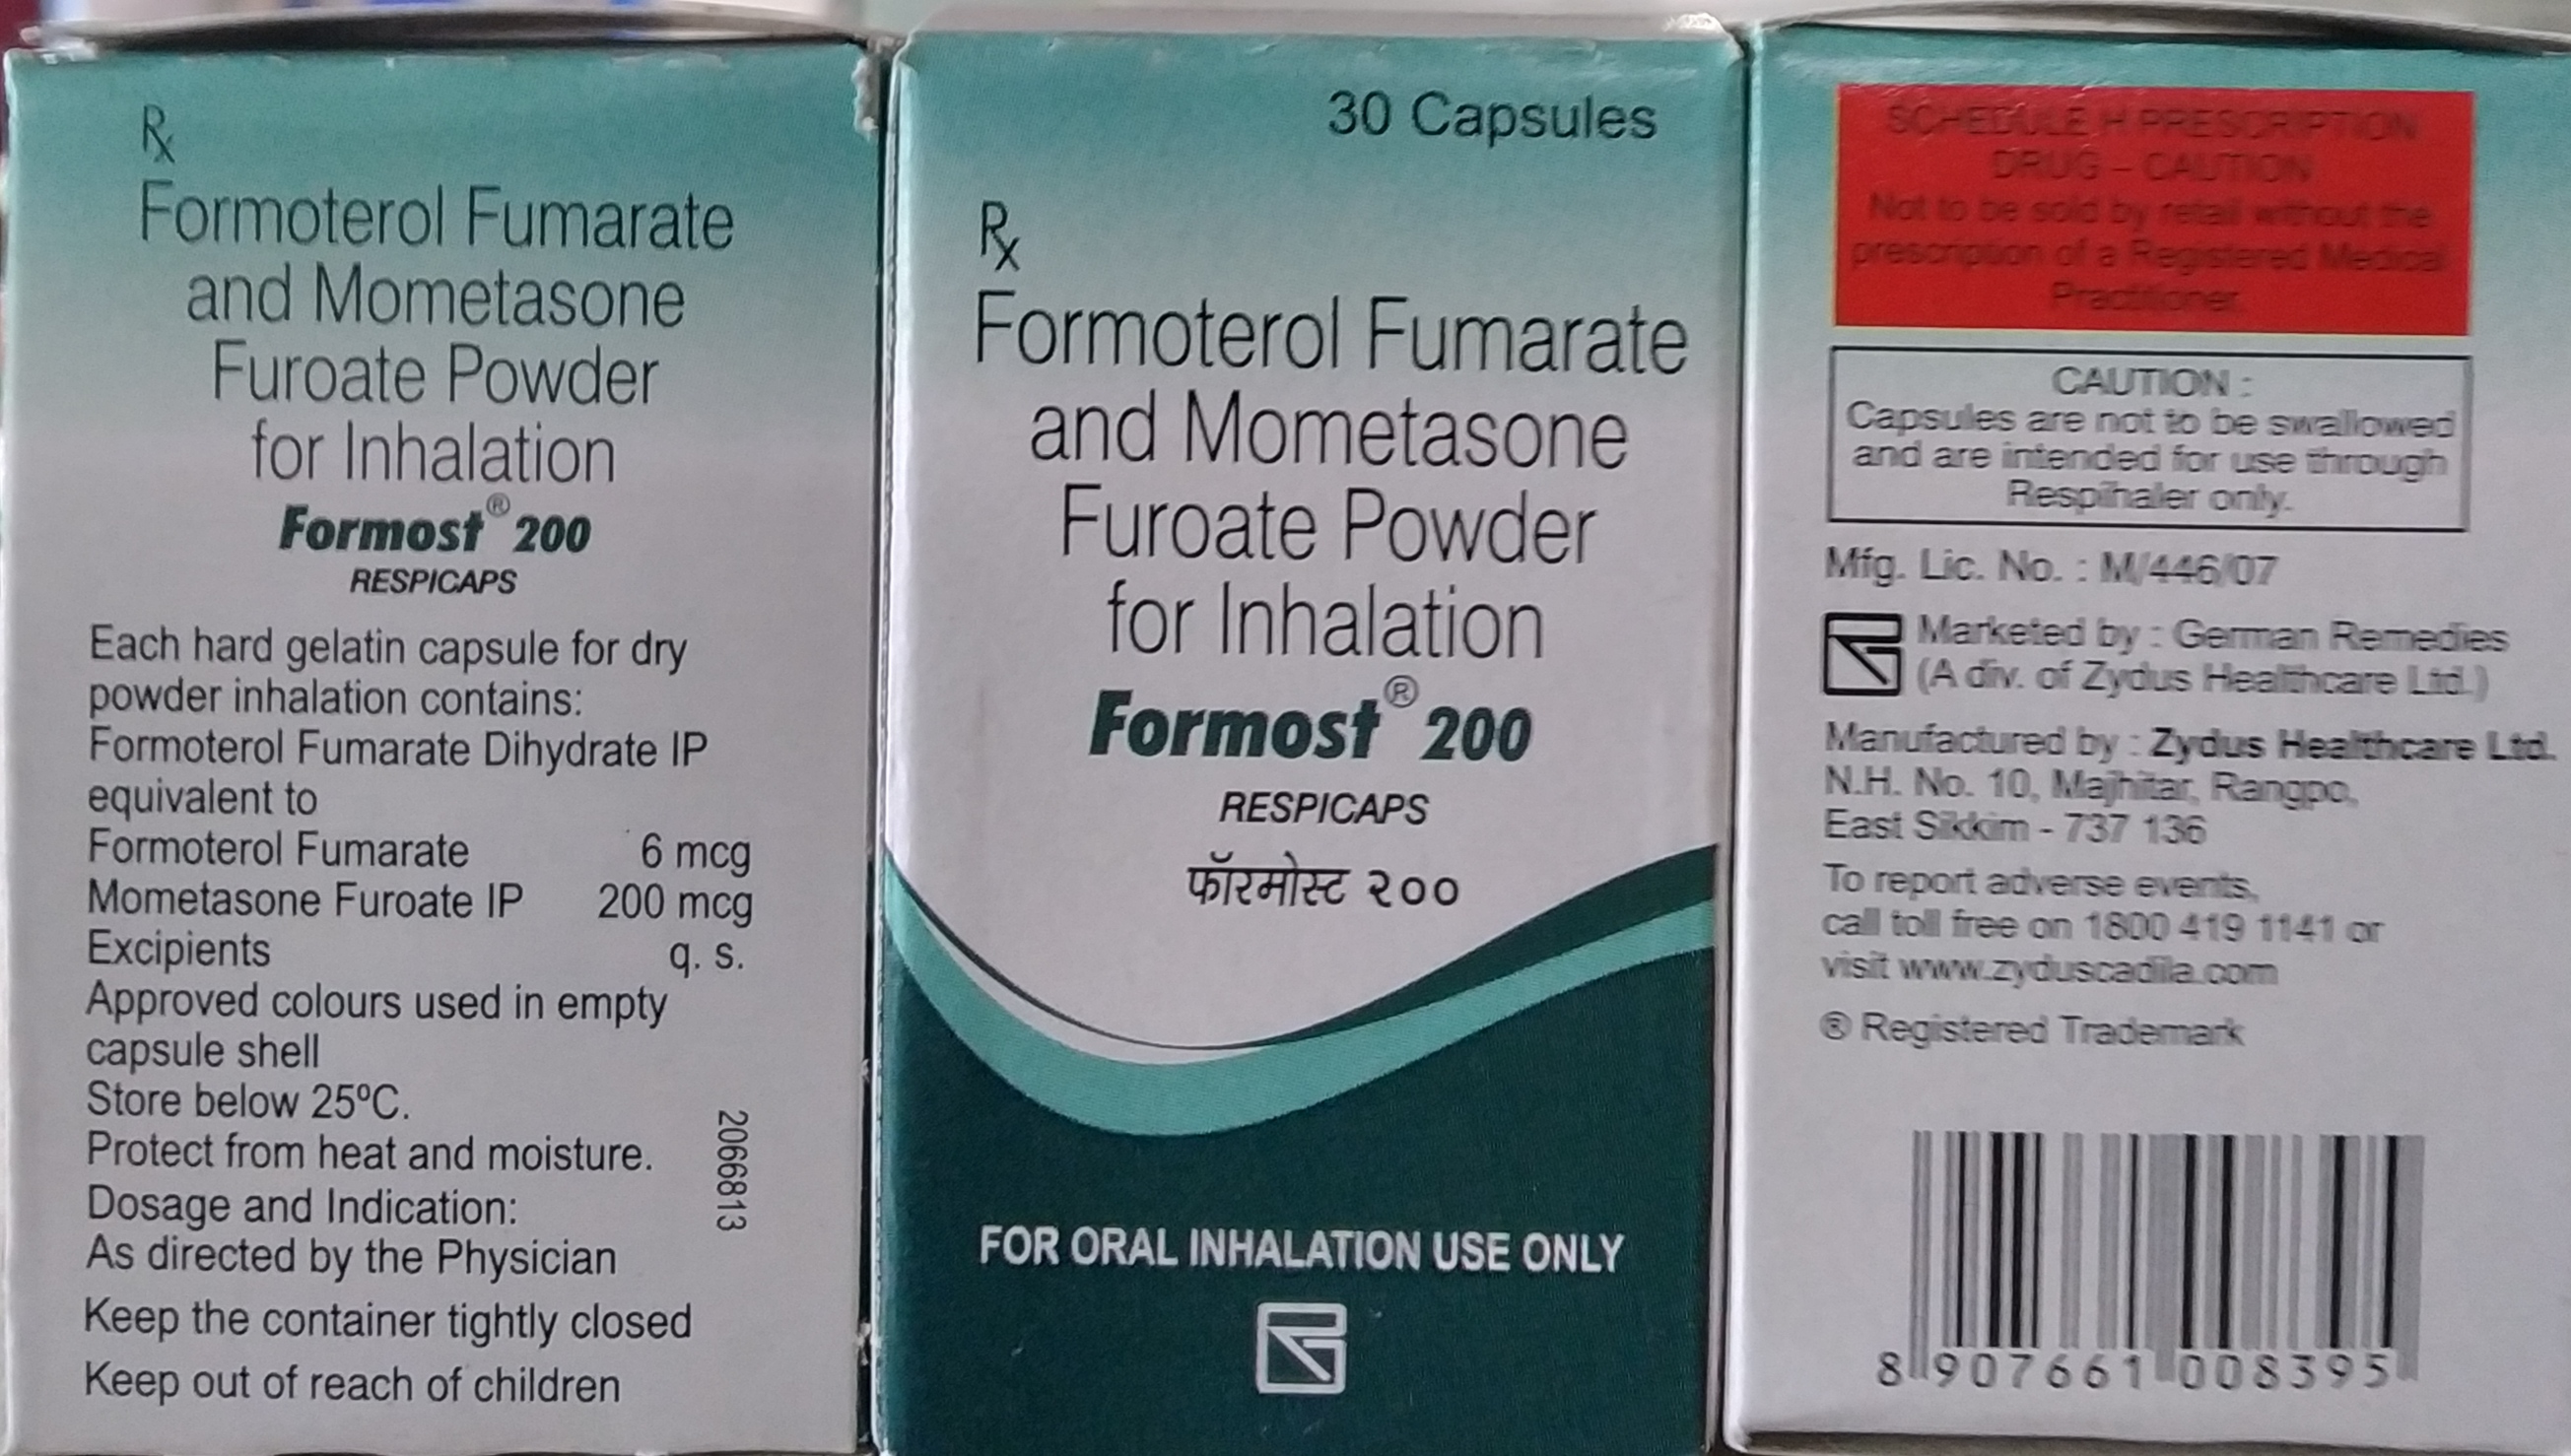 Rx
Formoterol Fumarate
and Mometasone
Furoate Powder
for Inhalation
Formost® 200
RESPICAPS
Each hard gelatin capsule for dry
powder inhalation contains:
Formoterol Fumarate Dihydrate IP
equivalent to
Formoterol Fumarate 6 mcg
Mometasone Furoate IP 200 mcg
Excipients q. s.
Approved colours used in empty
capsule shell
Store below 25ºC.
Protect from heat and moisture.
Dosage and Indication:
As directed by the Physician
Keep the container tightly closed
Keep out of reach of children
2066813
30 Capsules
Rx
Formoterol Fumarate
and Mometasone
Furoate Powder
for Inhalation
Formost® 200
RESPICAPS
फॉरमोस्ट २००
FOR ORAL INHALATION USE ONLY
SCHEDULE H PRESCRIPTION
DRUG – CAUTION
Not to be sold by retail without the
prescription of a Registered Medical
Practitioner.
CAUTION :
Capsules are not to be swallowed
and are intended for use through
Respihaler only.
Mfg. Lic. No. : M/446/07
Marketed by : German Remedies
(A div. of Zydus Healthcare Ltd.)
Manufactured by : Zydus Healthcare Ltd.
N.H. No. 10, Majhitar, Rangpo,
East Sikkim - 737 136
To report adverse events,
call toll free on 1800 419 1141 or
visit www.zyduscadila.com
® Registered Trademark
8 907661 008395